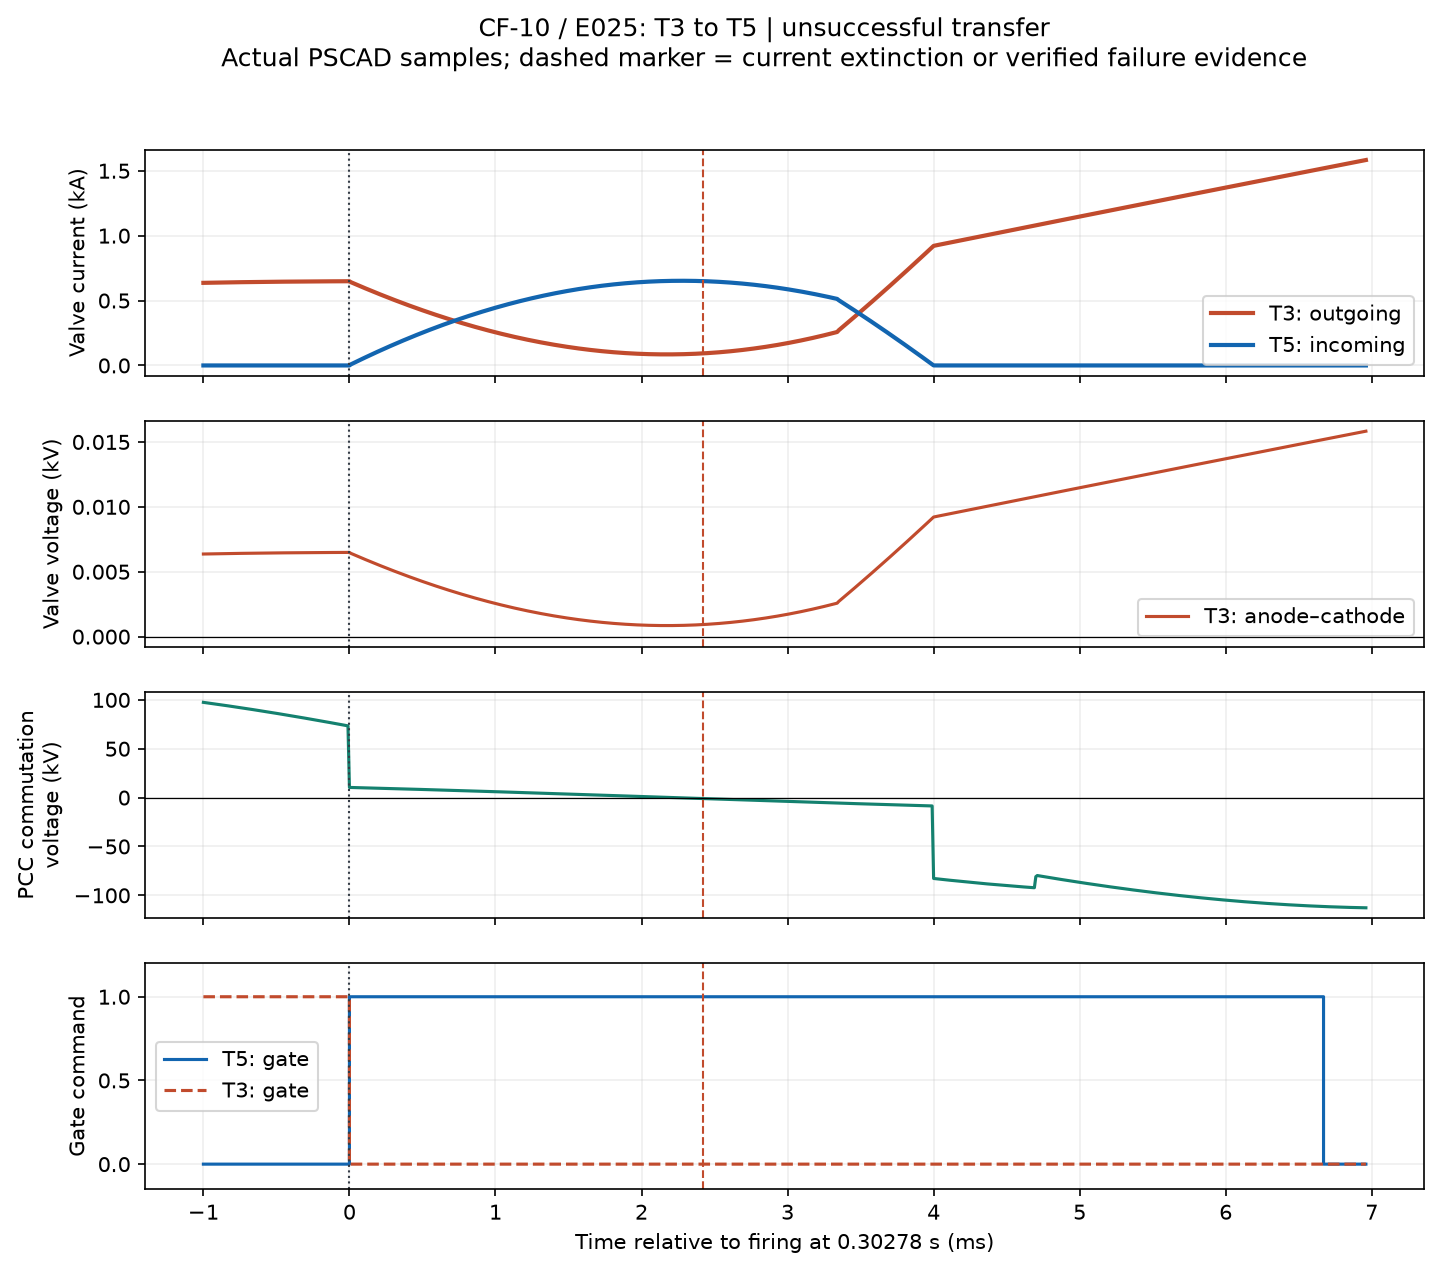 CF-10 / E025: T3 to T5 | unsuccessful transfer
Actual PSCAD samples; dashed marker = current extinction or verified failure evidence
Valve current (kA)
1.5
1.0
0.5
0.0
T3: outgoing
T5: incoming
Valve voltage (kV)
0.015
0.010
0.005
0.000
T3: anode–cathode
PCC commutation
voltage (kV)
100
50
0
−50
−100
Gate command
1.0
0.5
0.0
T5: gate
T3: gate
−1 0 1 2 3 4 5 6 7
Time relative to firing at 0.30278 s (ms)